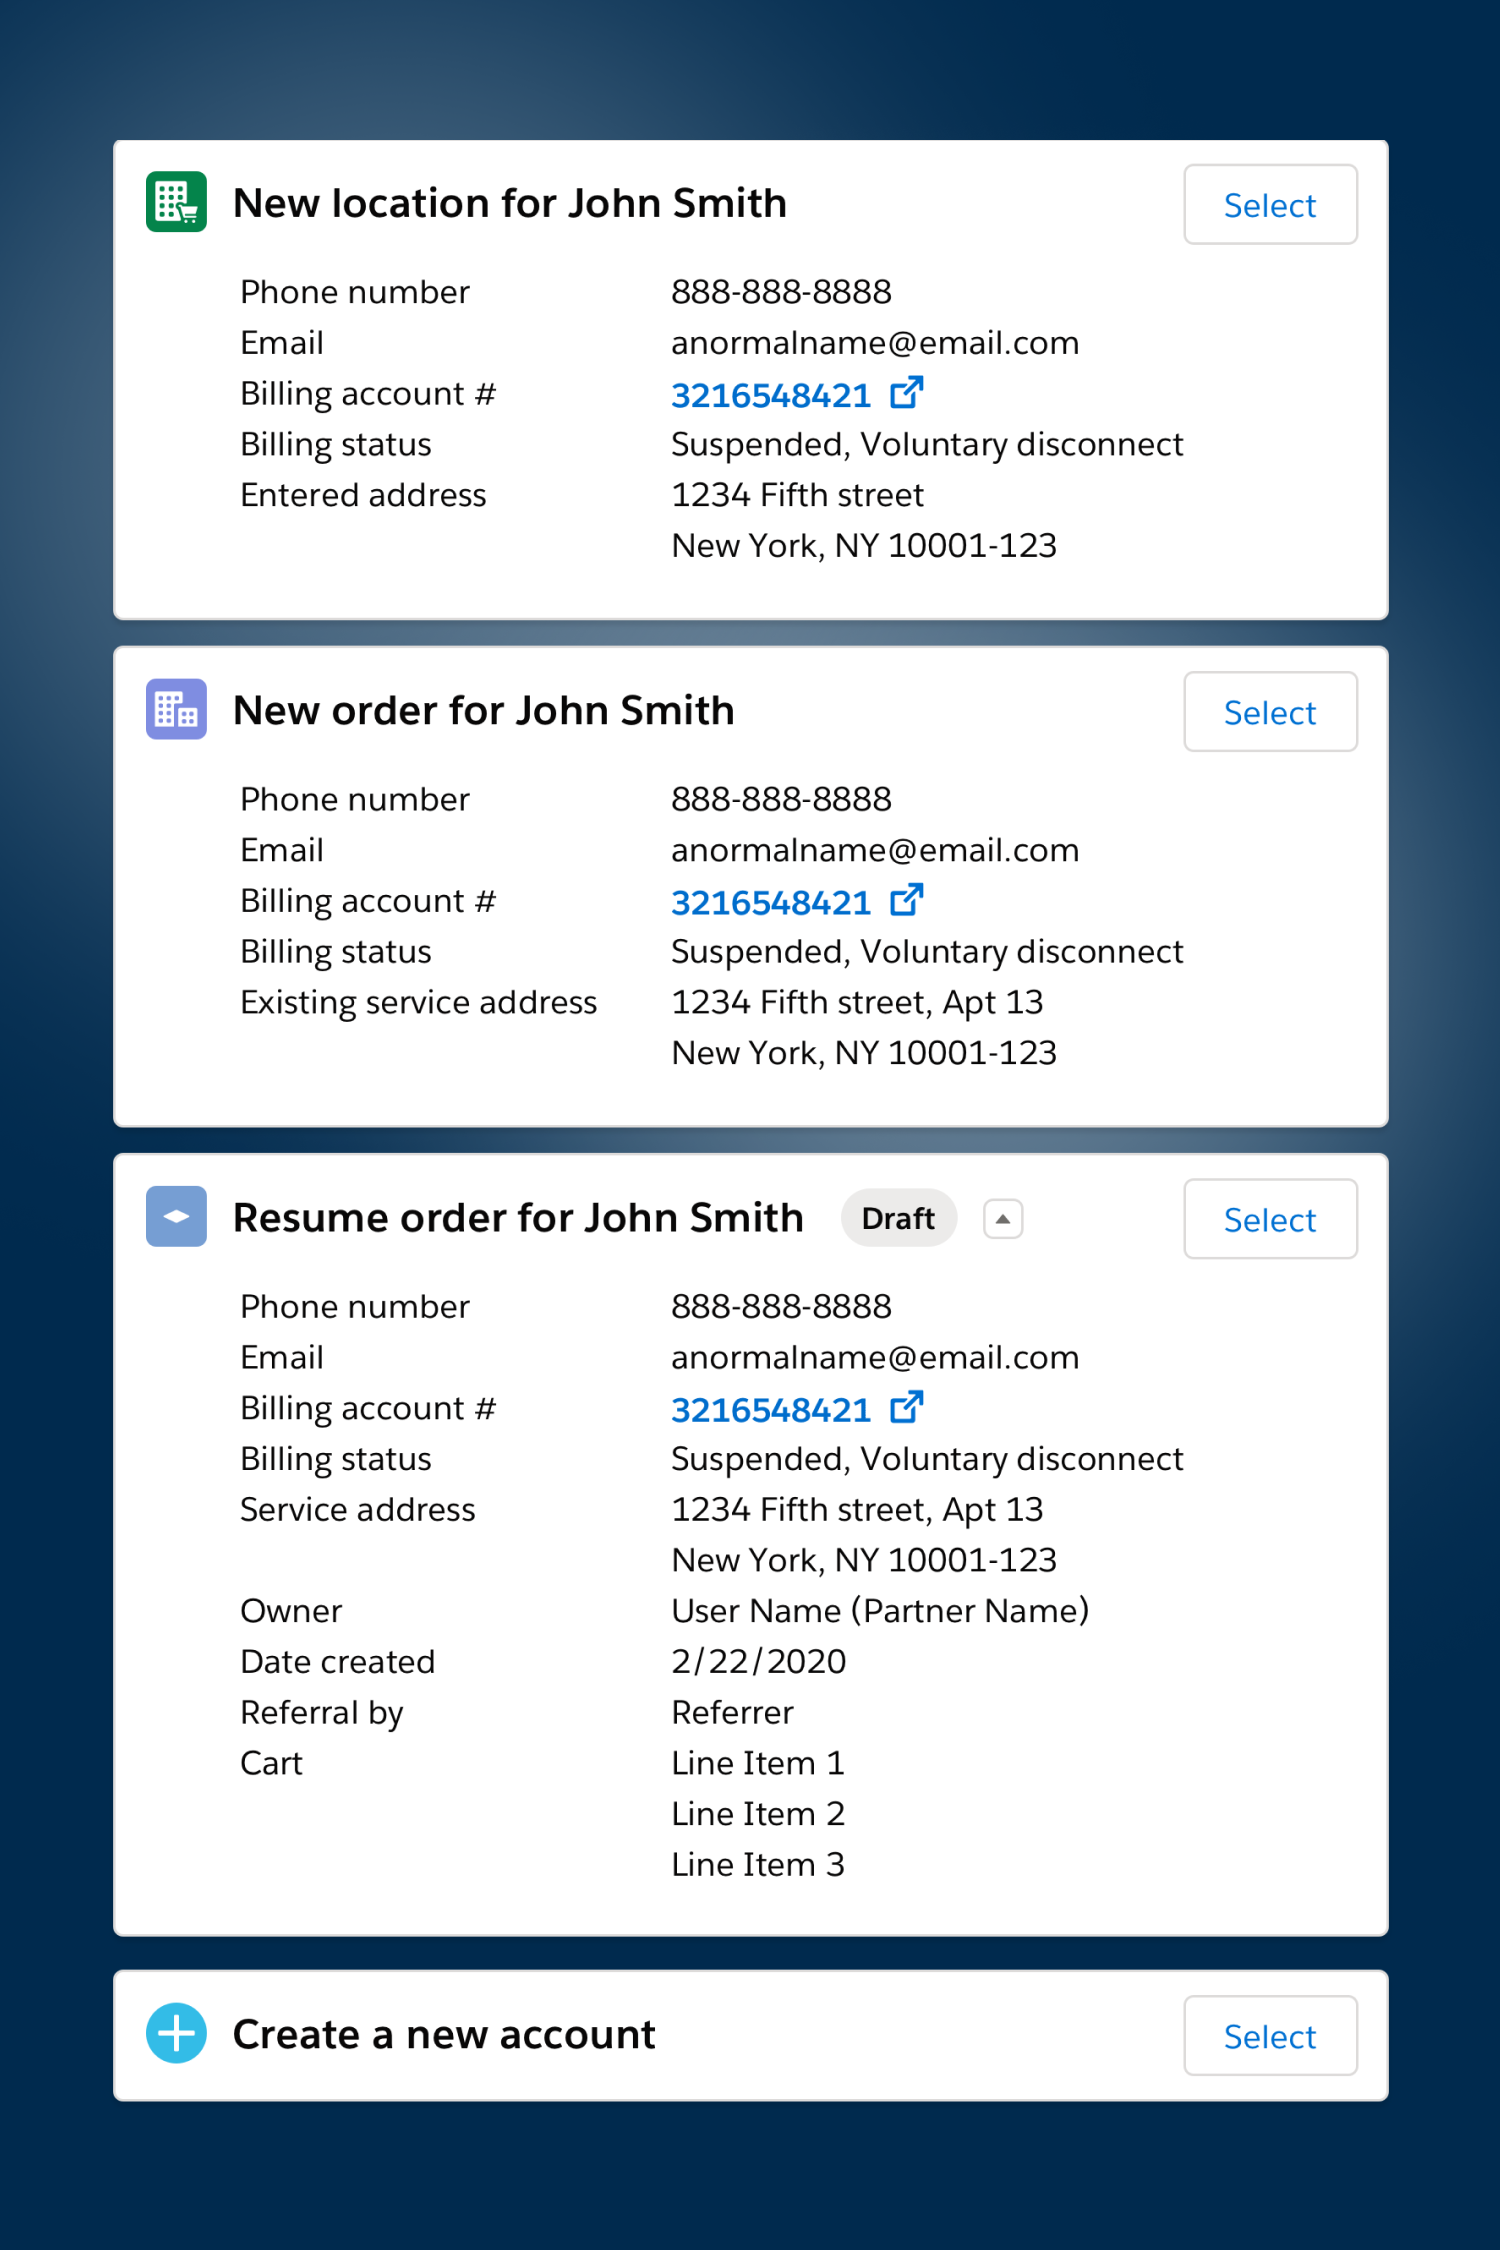 New location for John Smith Select
Phone number 888-888-8888
Email anormalname@email.com
Billing account # 3216548421
Billing status Suspended, Voluntary disconnect
Entered address 1234 Fifth street
New York, NY 10001-123
New order for John Smith Select
Phone number 888-888-8888
Email anormalname@email.com
Billing account # 3216548421
Billing status Suspended, Voluntary disconnect
Existing service address 1234 Fifth street, Apt 13
New York, NY 10001-123
Resume order for John Smith Draft Select
Phone number 888-888-8888
Email anormalname@email.com
Billing account # 3216548421
Billing status Suspended, Voluntary disconnect
Service address 1234 Fifth street, Apt 13
New York, NY 10001-123
Owner User Name (Partner Name)
Date created 2/22/2020
Referral by Referrer
Cart Line Item 1
Line Item 2
Line Item 3
Create a new account Select